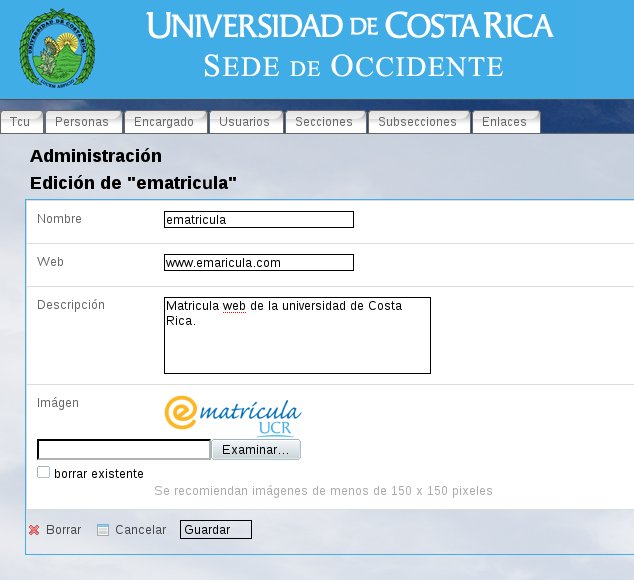 UNIVERSIDAD DE COSTA RICA
SEDE DE OCCIDENTE
Tcu Personas Encargado Usuarios Secciones Subsecciones Enlaces
Administración
Edición de "ematricula"
Nombre ematricula
Web www.emaricula.com
Descripción Matricula web de la universidad de Costa
Rica.
Imágen ematrícula
UCR
Examinar...
borrar existente
Se recomiendan imágenes de menos de 150 x 150 pixeles
Borrar Cancelar Guardar